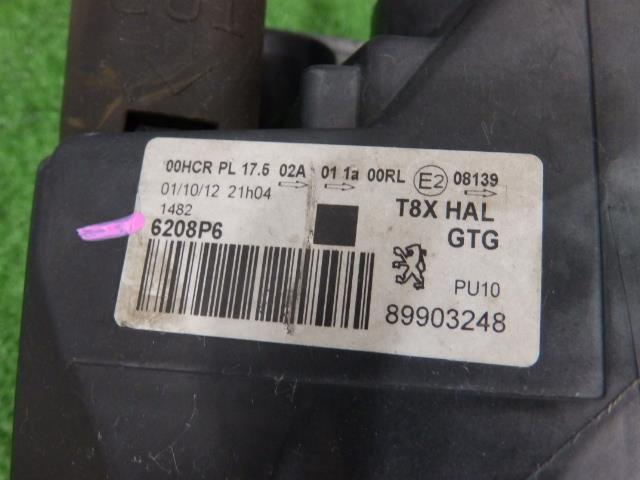 00HCR PL 17.5 02A 01 1a 00RL E2 08139
01/10/12 21h04
1482
6208P6
T8X HAL
GTG
PU10
89903248